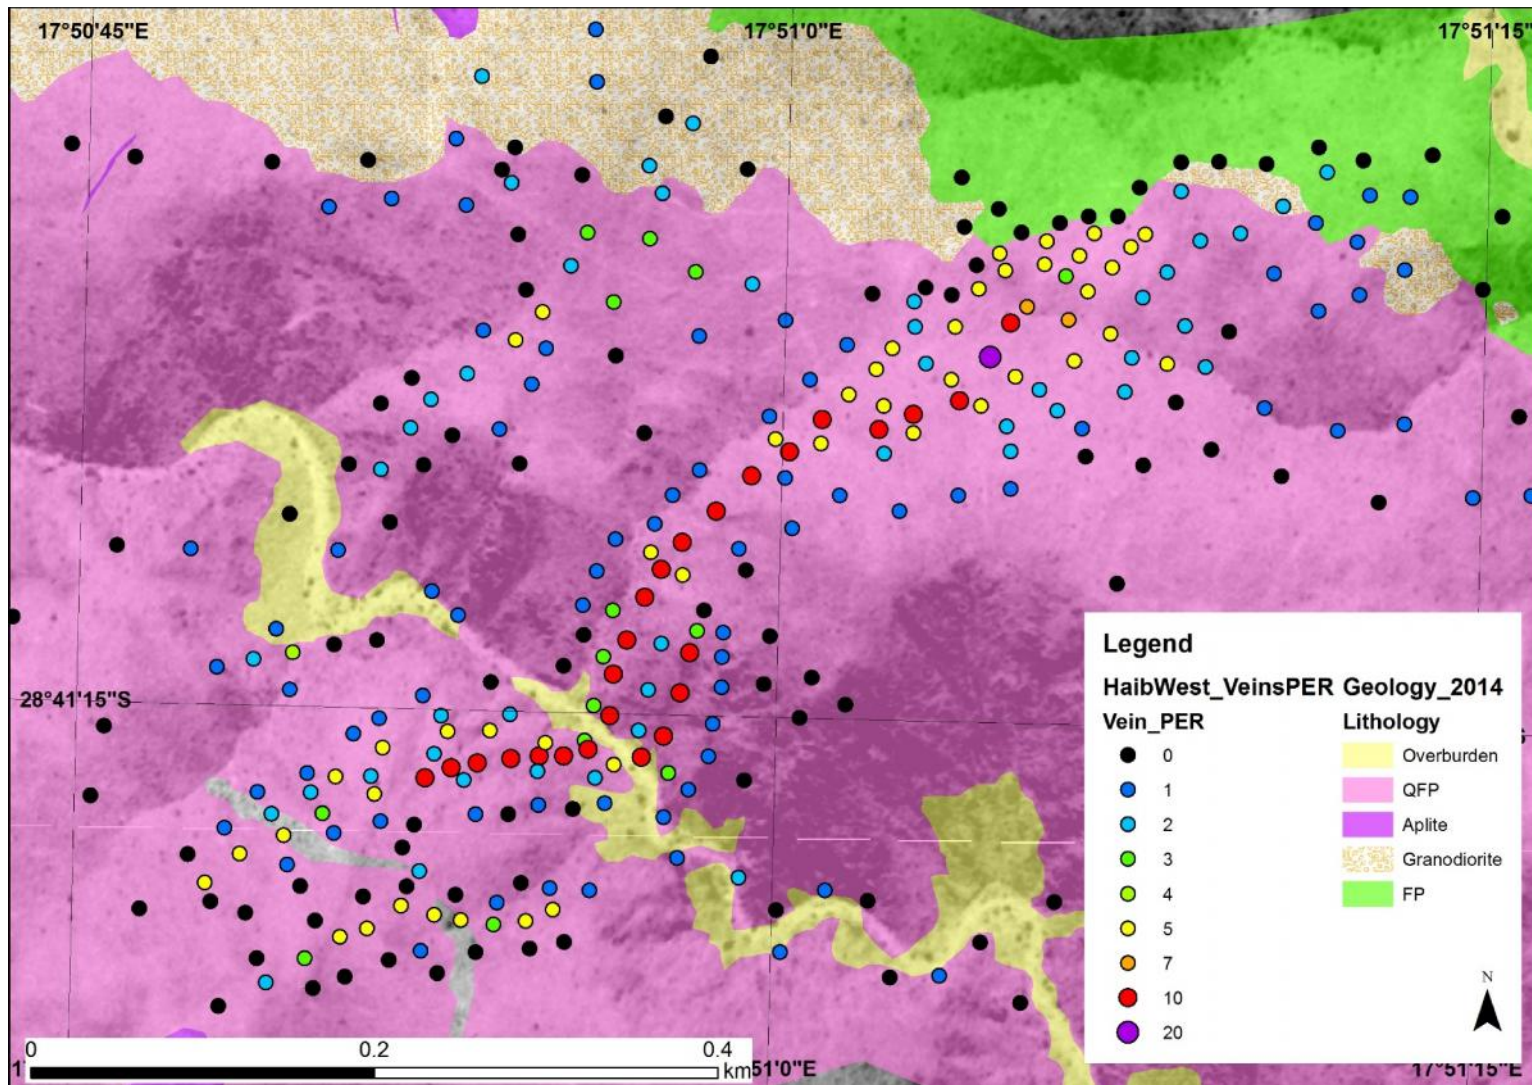 17°50'45"E
17°51'0"E
17°51'15"
28°41'15"S
Legend
HaibWest_VeinsPER Geology_2014
Vein_PER Lithology
0 Overburden
1 QFP
2 Aplite
3 Granodiorite
4 FP
5
7
10
20
N
0 0.2 0.4
km
51'0"E
17°51'15"E